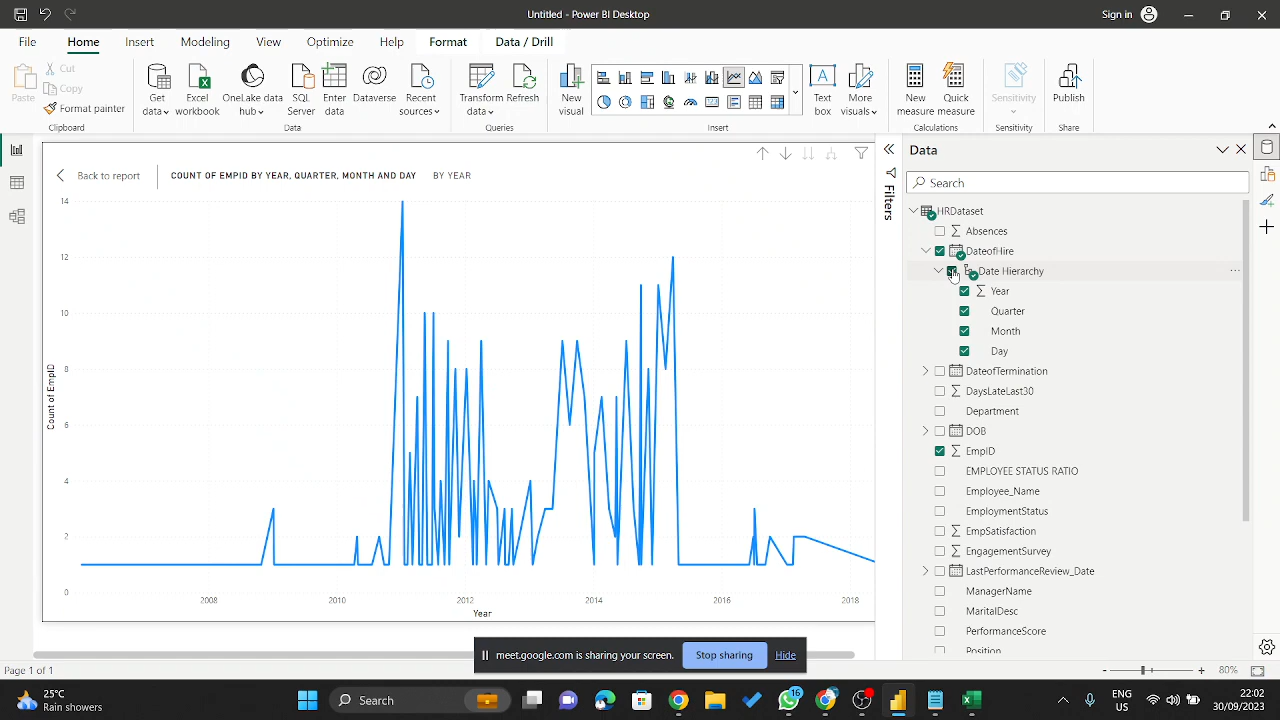 Untitled - Power BI Desktop
Sign in
File
Home
Insert
Modeling
View
Optimize
Help
Format
Data / Drill
Paste
Cut
Copy
Format painter
Clipboard
Get data
Excel workbook
OneLake data hub
SQL Server
Enter data
Dataverse
Recent sources
Data
Transform data
Refresh
Queries
New visual
Text box
More visuals
Insert
New measure
Quick measure
Calculations
Sensitivity
Sensitivity
Publish
Share
Back to report
COUNT OF EMPID BY YEAR, QUARTER, MONTH AND DAY
BY YEAR
14
12
10
8
6
4
2
0
Count of EmpID
2008
2010
2012
2014
2016
2018
Year
Filters
Data
Search
HRDataset
Absences
DateofHire
Date Hierarchy
Year
Quarter
Month
Day
DateofTermination
DaysLateLast30
Department
DOB
EmpID
EMPLOYEE STATUS RATIO
Employee_Name
EmploymentStatus
EmpSatisfaction
EngagementSurvey
LastPerformanceReview_Date
ManagerName
MaritalDesc
PerformanceScore
Position
meet.google.com is sharing your screen.
Stop sharing
Hide
Page 1 of 1
80%
25°C
Rain showers
Search
16
ENG
US
22:02
30/09/2023